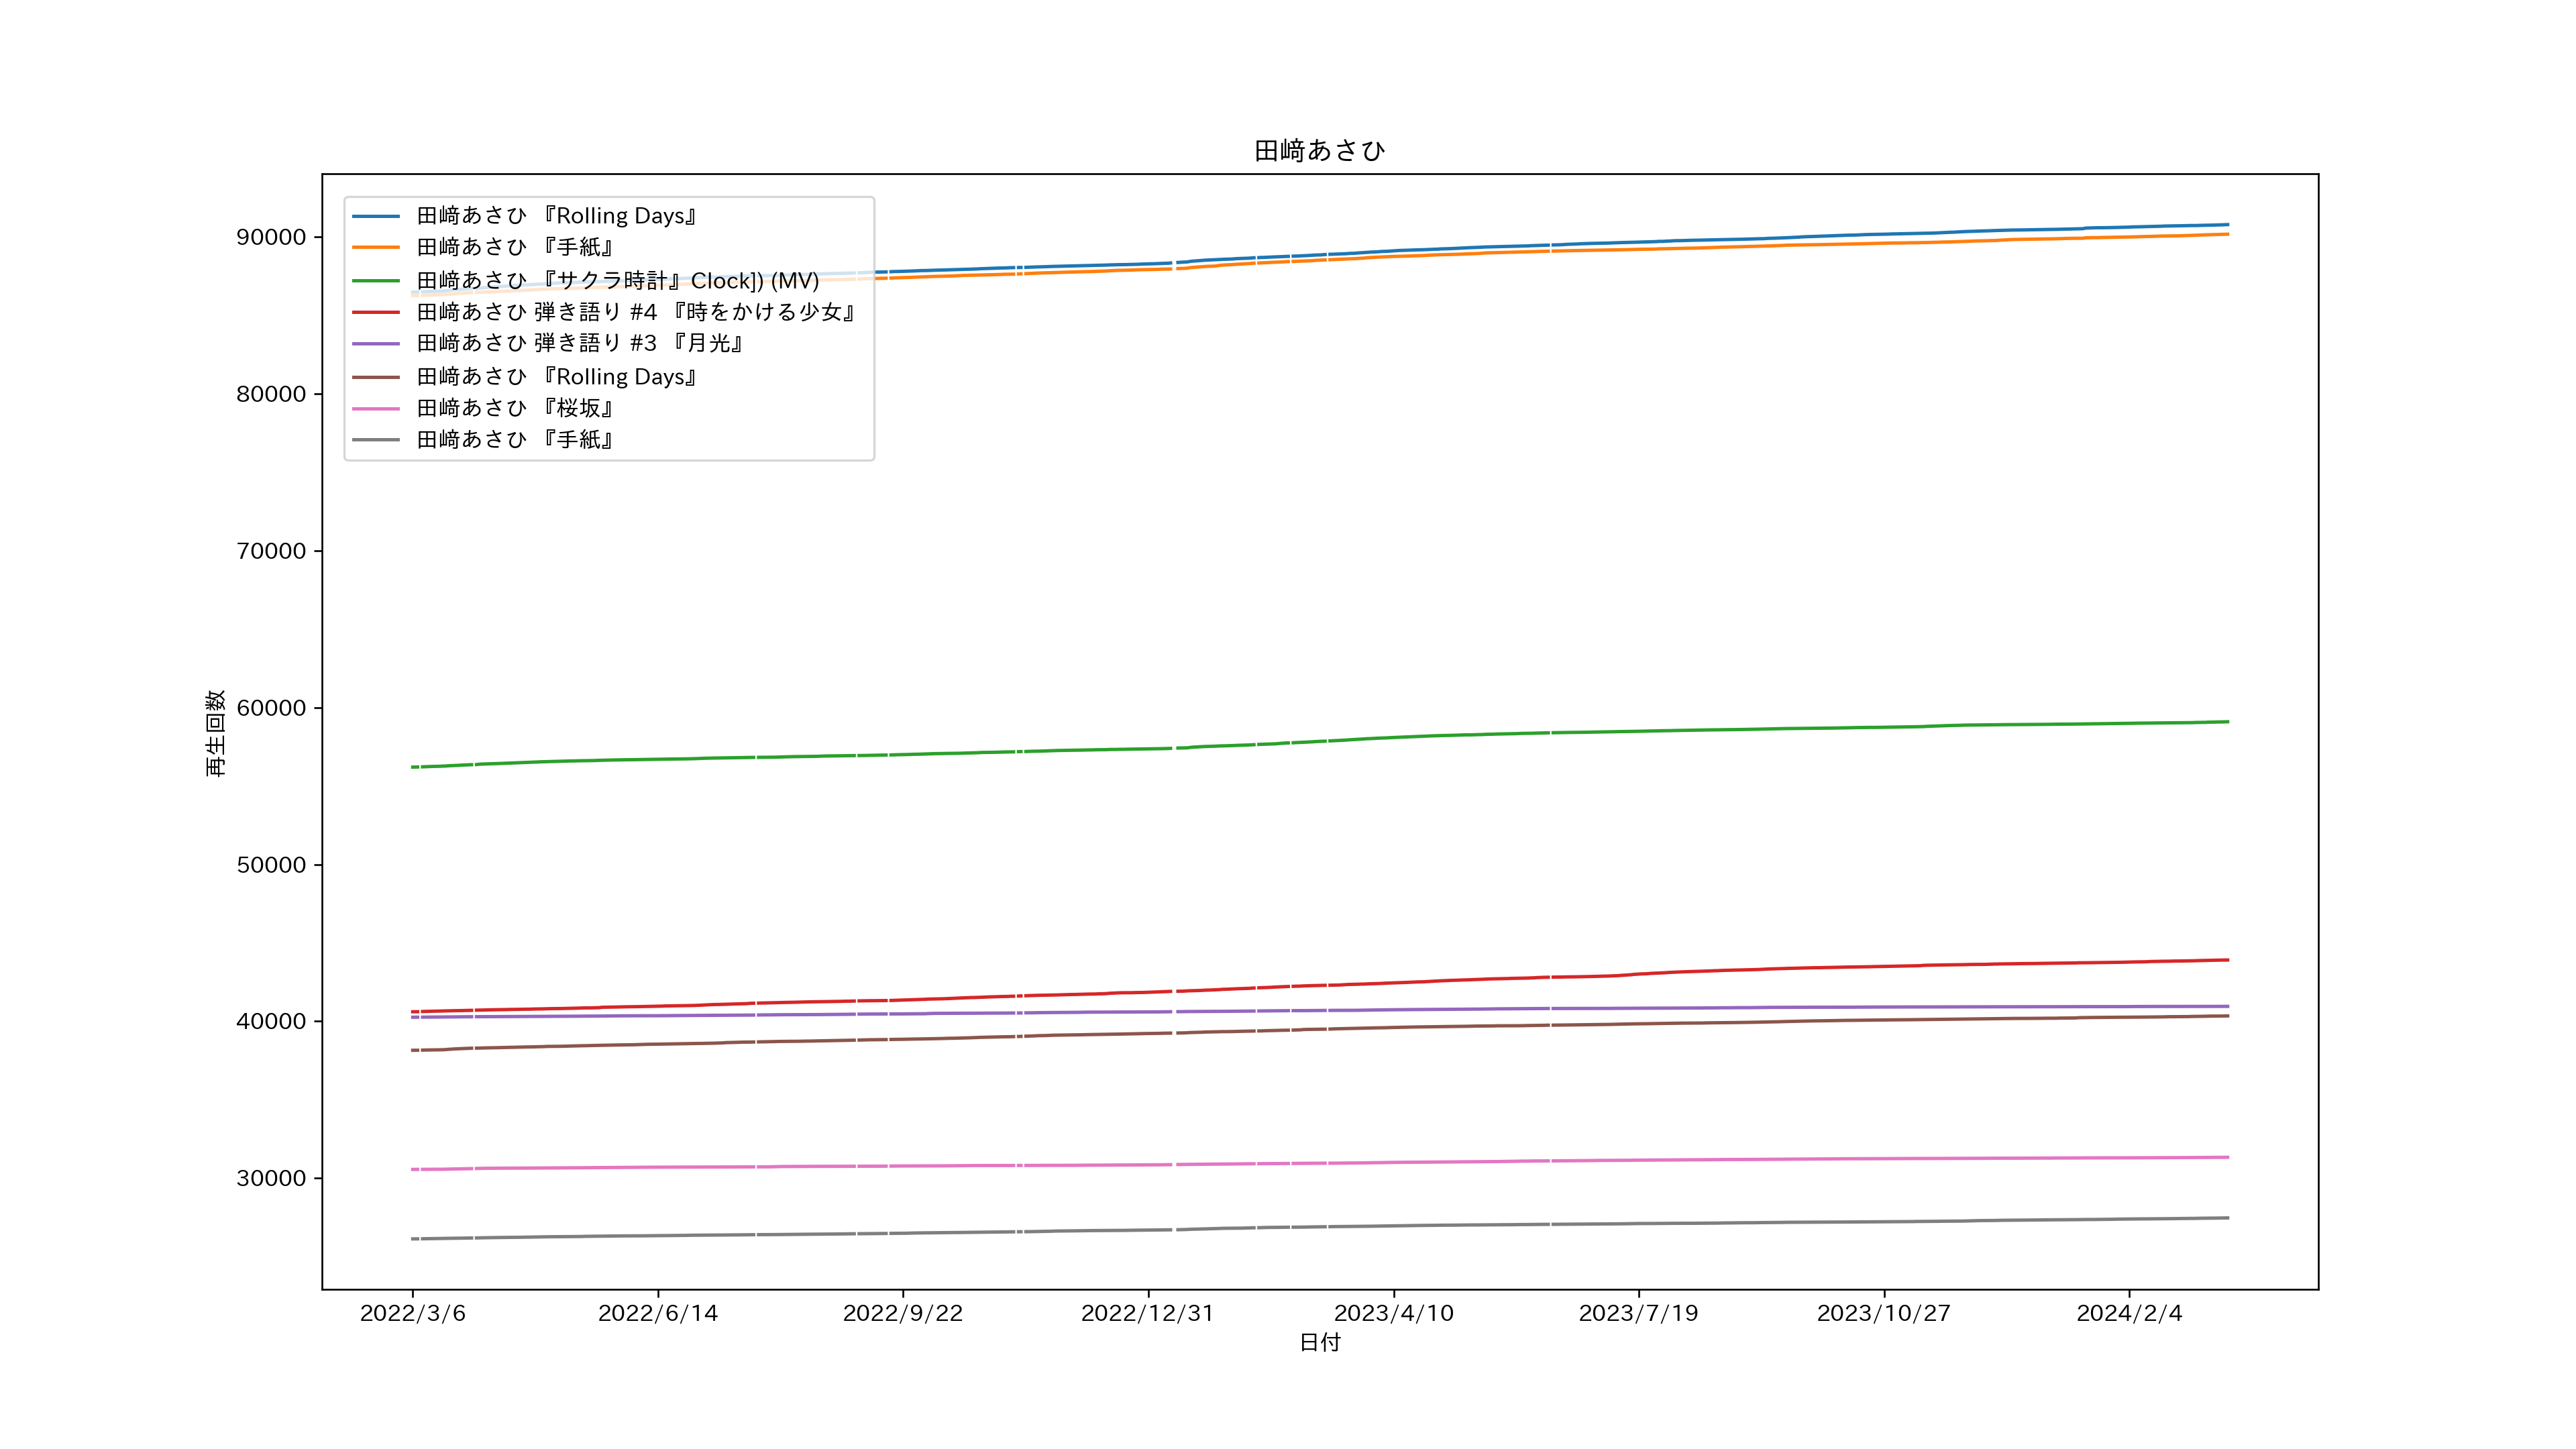 田﨑あさひ
田﨑あさひ 『Rolling Days』
田﨑あさひ 『手紙』
田﨑あさひ 『サクラ時計』Clock]) (MV)
田﨑あさひ 弾き語り #4 『時をかける少女』
田﨑あさひ 弾き語り #3 『月光』
田﨑あさひ 『Rolling Days』
田﨑あさひ 『桜坂』
田﨑あさひ 『手紙』
90000
80000
70000
60000
50000
40000
30000
再生回数
2022/3/6 2022/6/14 2022/9/22 2022/12/31 2023/4/10 2023/7/19 2023/10/27 2024/2/4
日付